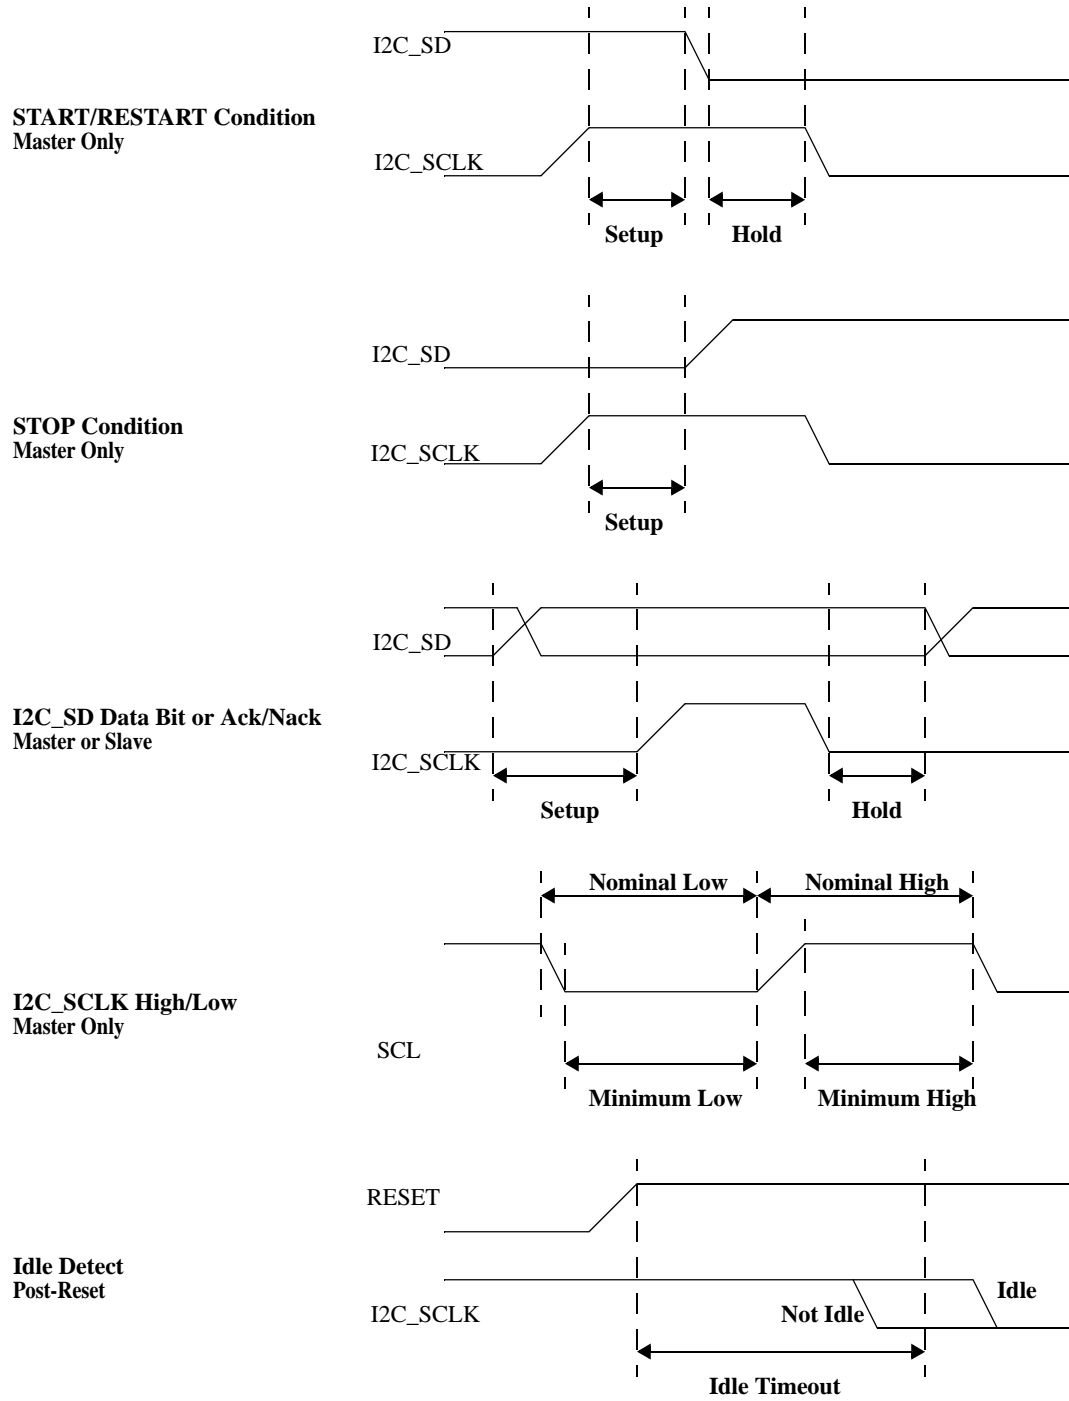 I2C_SD
START/RESTART Condition
Master Only
I2C_SCLK
Setup
Hold
I2C_SD
STOP Condition
Master Only
I2C_SCLK
Setup
I2C_SD
I2C_SD Data Bit or Ack/Nack
Master or Slave
I2C_SCLK
Setup
Hold
Nominal Low
Nominal High
I2C_SCLK High/Low
Master Only
SCL
Minimum Low
Minimum High
RESET
Idle Detect
Post-Reset
I2C_SCLK
Not Idle
Idle
Idle Timeout